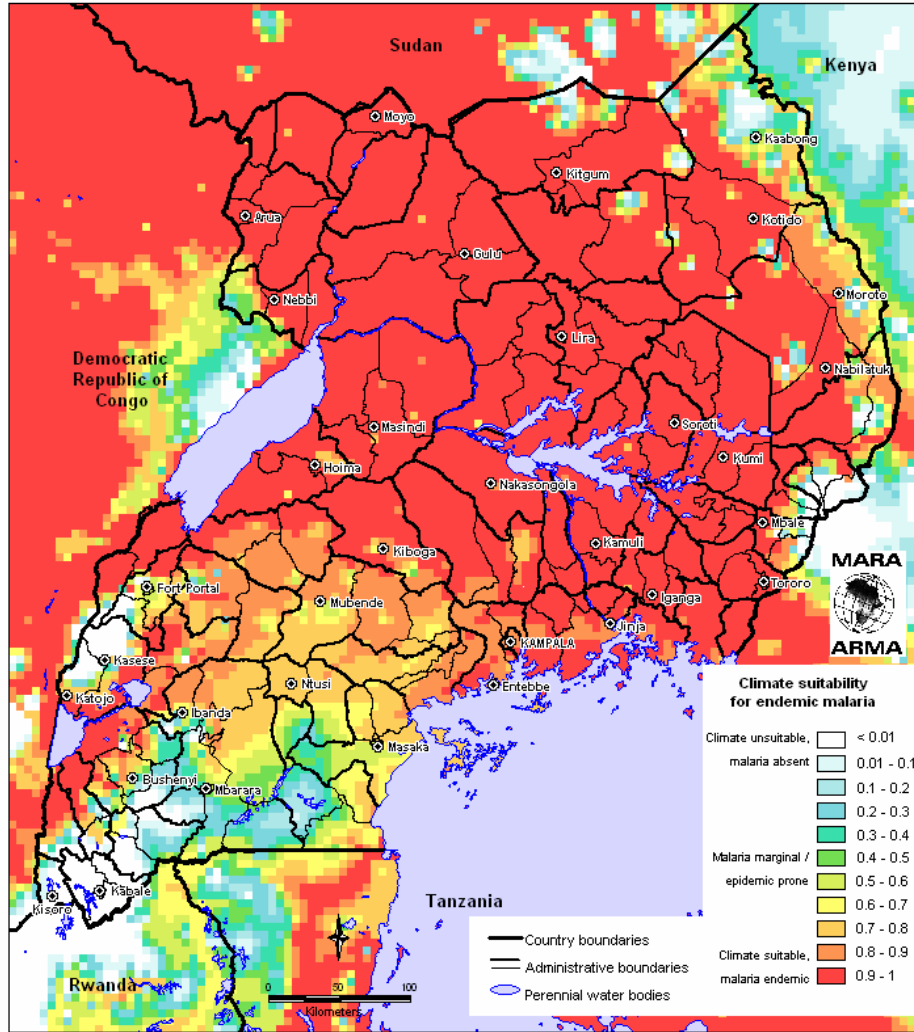 Sudan
Kenya
Moyo
Kaabong
Kitgum
Arua
Kotido
Gulu
Nebbi
Moroto
Lira
Democratic
Republic of
Congo
Nabilatuk
Masindi
Soroti
Kumi
Hoima
Nakasongola
Mbale
Kamuli
Kiboga
MARA
Tororo
Fort Portal
Iganga
Mubende
Jinja
KAMPALA
ARMA
Kasese
Ntusi
Entebbe
Katojo
Ibanda
Masaka
Bushenyi
Mbarara
Kabale
Kisoro
Tanzania
Rwanda
Climate suitability
for endemic malaria
Climate unsuitable,
malaria absent
< 0.01
0.01 - 0.1
0.1 - 0.2
0.2 - 0.3
0.3 - 0.4
Malaria marginal /
epidemic prone
0.4 - 0.5
0.5 - 0.6
0.6 - 0.7
0.7 - 0.8
Climate suitable,
malaria endemic
0.8 - 0.9
0.9 - 1
Country boundaries
Administrative boundaries
Perennial water bodies
0 50 100
Kilometers